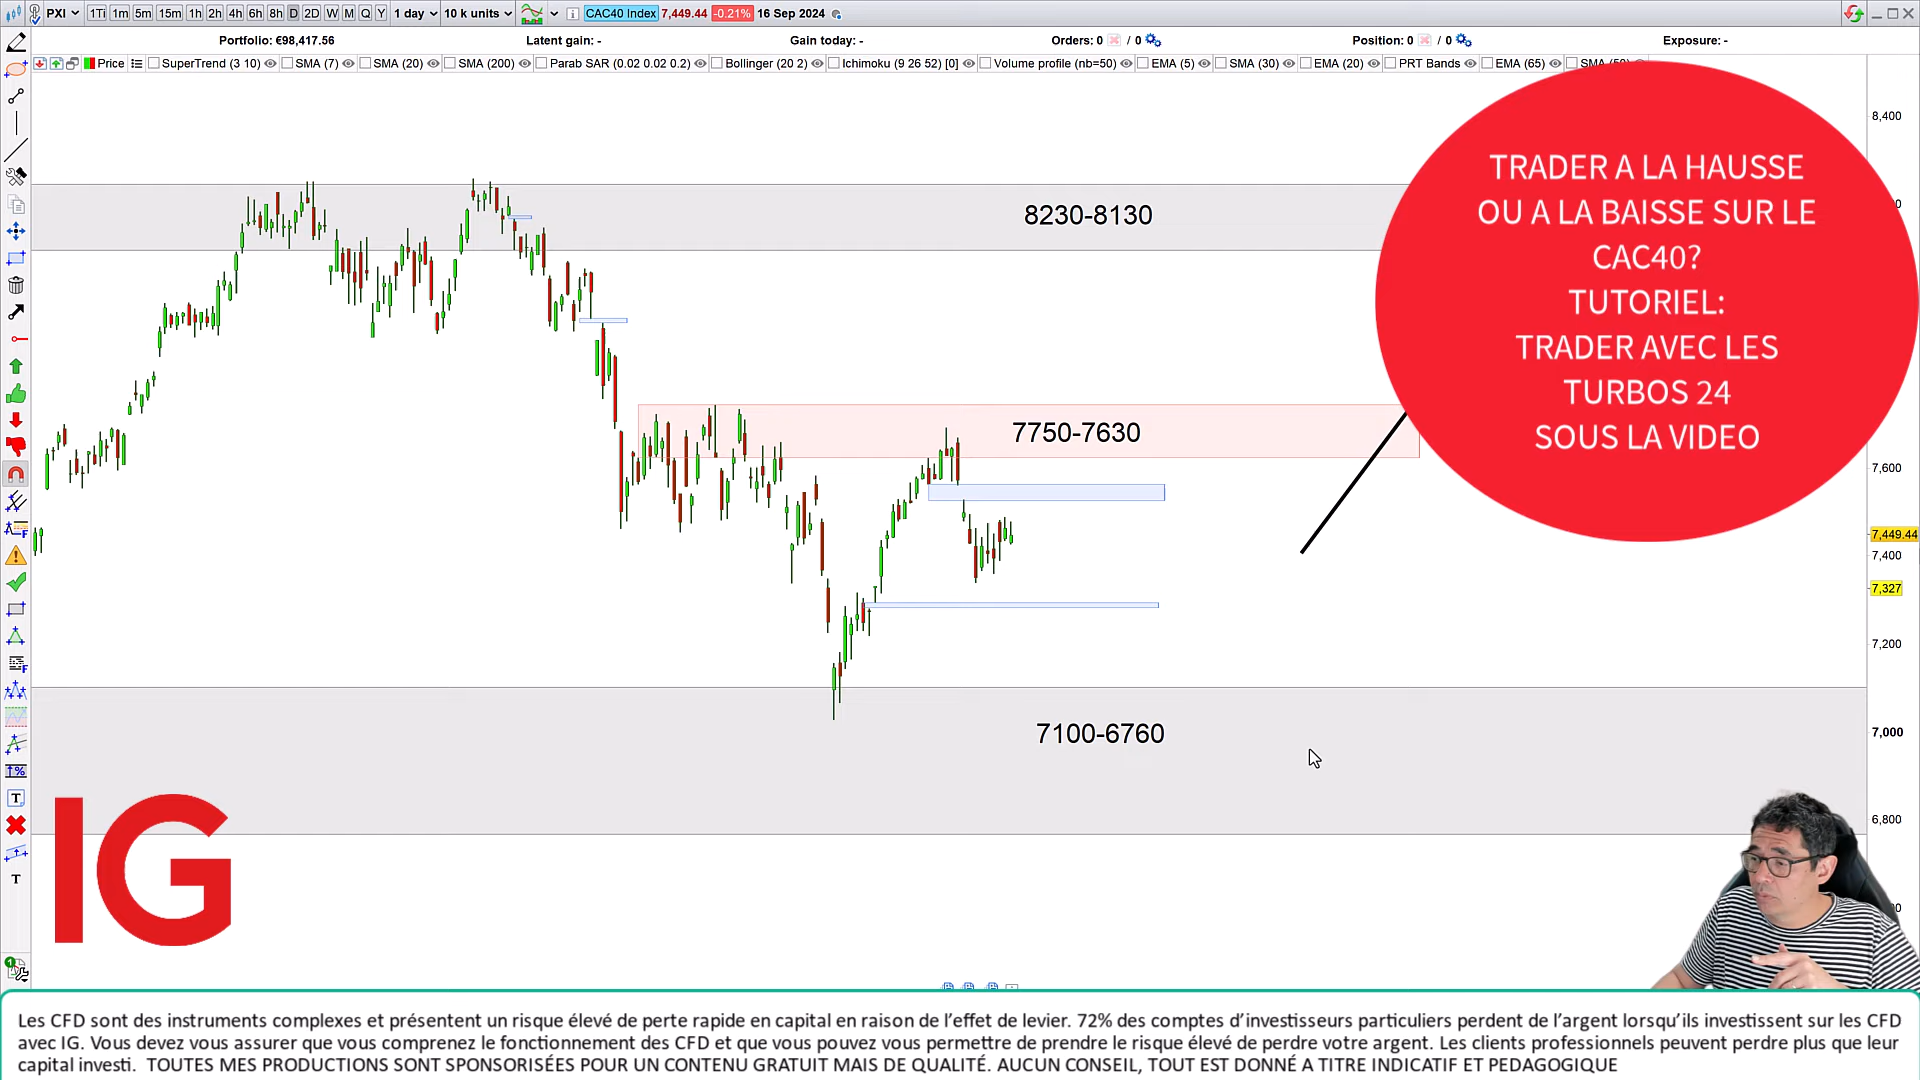 PXI 1Ti 1m 5m 15m 1h 2h 4h 6h 8h D 2D W M Q Y 1 day 10 k units CAC40 Index 7,449.44 -0.21% 16 Sep 2024
Portfolio: €98,417.56 Latent gain: - Gain today: - Orders: 0 / 0 Position: 0 / 0 Exposure: -
Price SuperTrend (3 10) SMA (7) SMA (20) SMA (200) Parab SAR (0.02 0.02 0.2) Bollinger (20 2) Ichimoku (9 26 52) [0] Volume profile (nb=50) EMA (5) SMA (30) EMA (20) PRT Bands EMA (65)
8,400
TRADER A LA HAUSSE
OU A LA BAISSE SUR LE
CAC40?
TUTORIEL:
TRADER AVEC LES
TURBOS 24
SOUS LA VIDEO
8230-8130
7750-7630
7,600
7,449.44
7,400
7,327
7,200
7100-6760
7,000
6,800
IG
Les CFD sont des instruments complexes et présentent un risque élevé de perte rapide en capital en raison de l'effet de levier. 72% des comptes d'investisseurs particuliers perdent de l'argent lorsqu'ils investissent sur les CFD
avec IG. Vous devez vous assurer que vous comprenez le fonctionnement des CFD et que vous pouvez vous permettre de prendre le risque élevé de perdre votre argent. Les clients professionnels peuvent perdre plus que leur
capital investi. TOUTES MES PRODUCTIONS SONT SPONSORISÉES POUR UN CONTENU GRATUIT MAIS DE QUALITÉ. AUCUN CONSEIL, TOUT EST DONNÉ A TITRE INDICATIF ET PEDAGOGIQUE